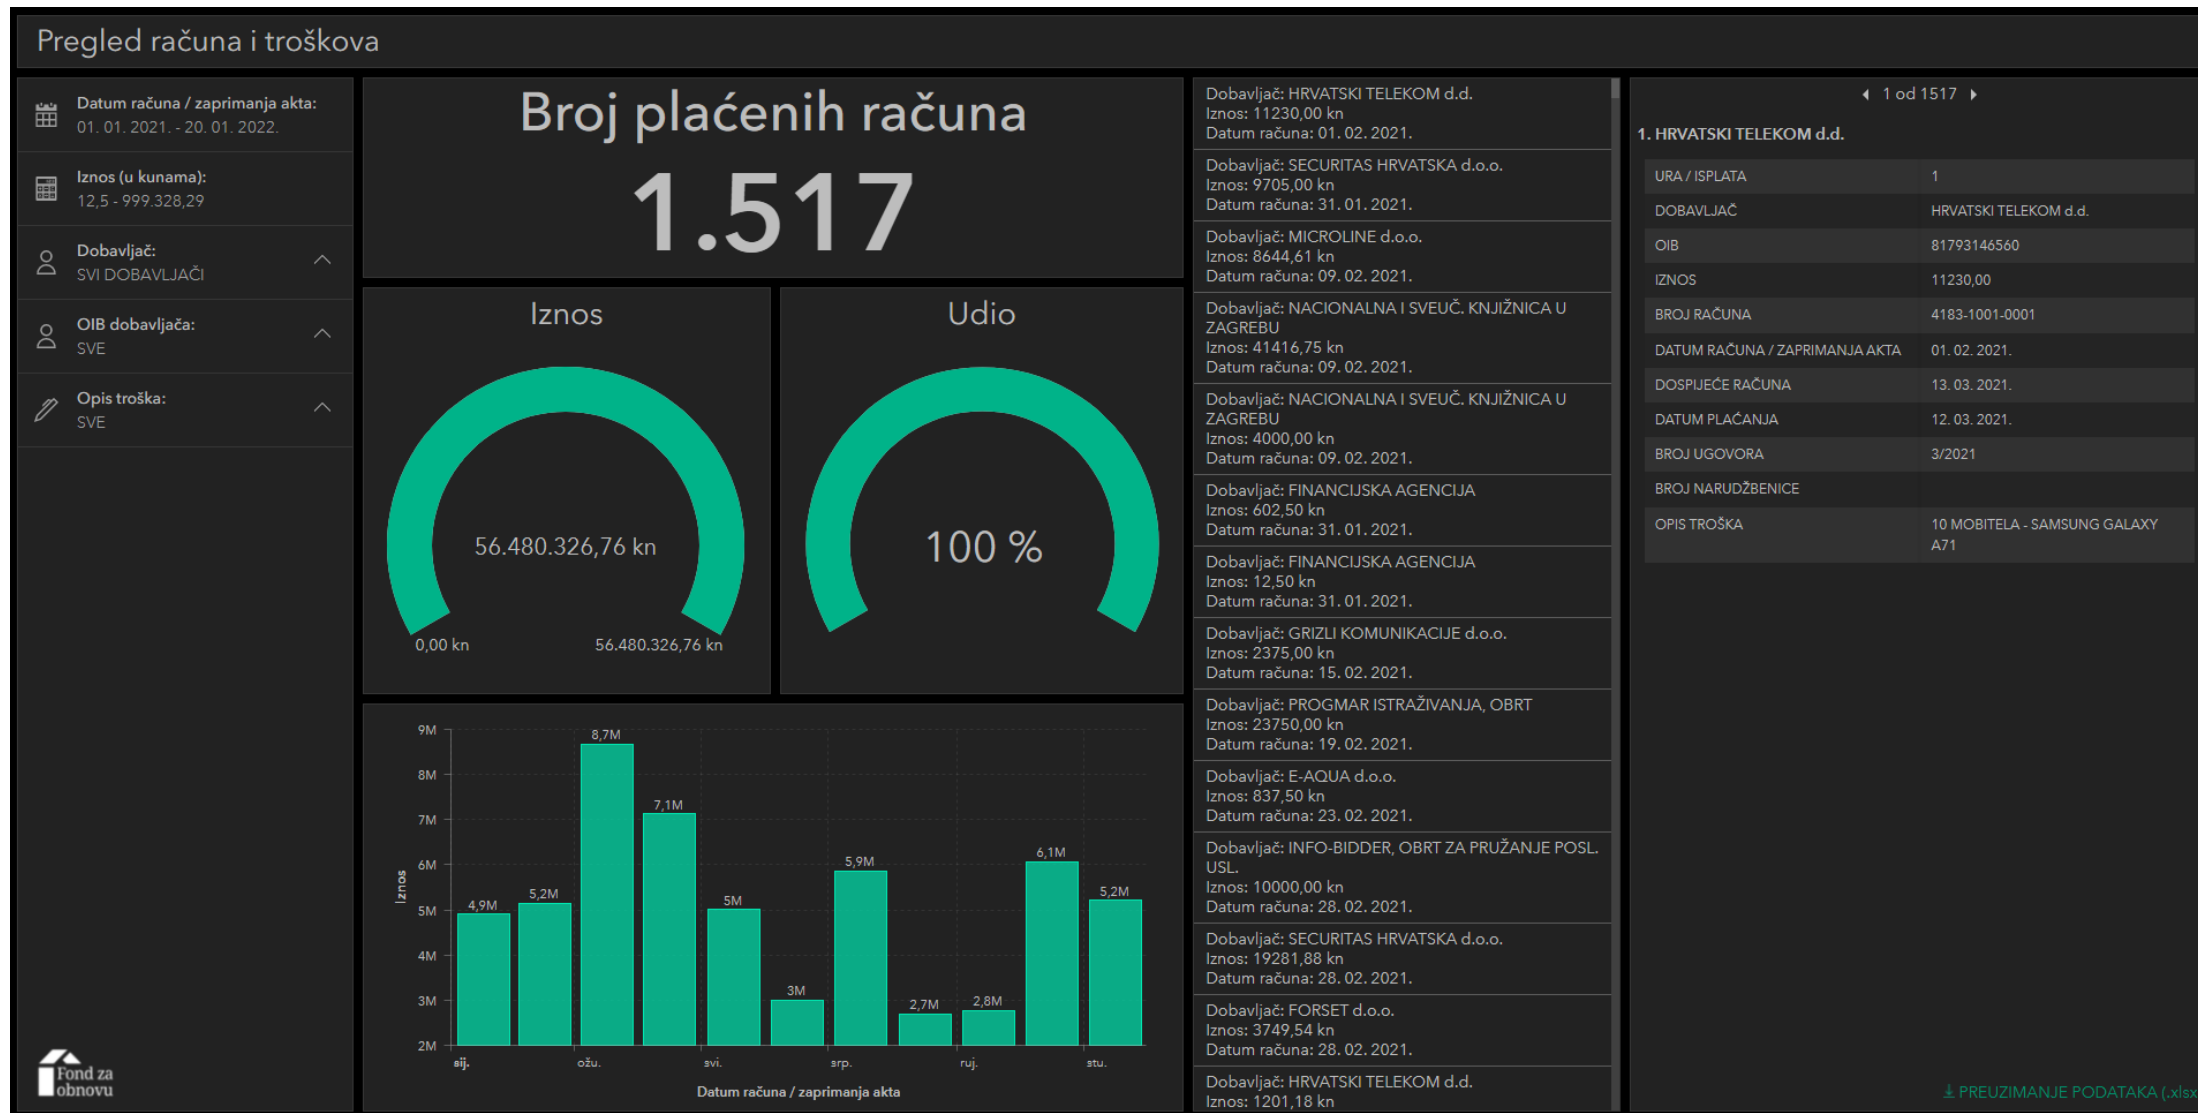 Pregled računa i troškova
Datum računa / zaprimanja akta:
01. 01. 2021. - 20. 01. 2022.
Iznos (u kunama):
12,5 - 999.328,29
Dobavljač:
SVI DOBAVLJAČI
OIB dobavljača:
SVE
Opis troška:
SVE
Fond za
obnovu
Broj plaćenih računa
1.517
Iznos
56.480.326,76 kn
0,00 kn
56.480.326,76 kn
Udio
100 %
9M
8M
7M
6M
5M
4M
3M
2M
Iznos
4,9M
5,2M
8,7M
7,1M
5M
3M
5,9M
2,7M
2,8M
6,1M
5,2M
sij.
ožu.
svi.
srp.
ruj.
stu.
Datum računa / zaprimanja akta
Dobavljač: HRVATSKI TELEKOM d.d.
Iznos: 11230,00 kn
Datum računa: 01. 02. 2021.
Dobavljač: SECURITAS HRVATSKA d.o.o.
Iznos: 9705,00 kn
Datum računa: 31. 01. 2021.
Dobavljač: MICROLINE d.o.o.
Iznos: 8644,61 kn
Datum računa: 09. 02. 2021.
Dobavljač: NACIONALNA I SVEUČ. KNJIŽNICA U
ZAGREBU
Iznos: 41416,75 kn
Datum računa: 09. 02. 2021.
Dobavljač: NACIONALNA I SVEUČ. KNJIŽNICA U
ZAGREBU
Iznos: 4000,00 kn
Datum računa: 09. 02. 2021.
Dobavljač: FINANCIJSKA AGENCIJA
Iznos: 602,50 kn
Datum računa: 31. 01. 2021.
Dobavljač: FINANCIJSKA AGENCIJA
Iznos: 12,50 kn
Datum računa: 31. 01. 2021.
Dobavljač: GRIZLI KOMUNIKACIJE d.o.o.
Iznos: 2375,00 kn
Datum računa: 15. 02. 2021.
Dobavljač: PROGMAR ISTRAŽIVANJA, OBRT
Iznos: 23750,00 kn
Datum računa: 19. 02. 2021.
Dobavljač: E-AQUA d.o.o.
Iznos: 837,50 kn
Datum računa: 23. 02. 2021.
Dobavljač: INFO-BIDDER, OBRT ZA PRUŽANJE POSL.
USL.
Iznos: 10000,00 kn
Datum računa: 28. 02. 2021.
Dobavljač: SECURITAS HRVATSKA d.o.o.
Iznos: 19281,88 kn
Datum računa: 28. 02. 2021.
Dobavljač: FORSET d.o.o.
Iznos: 3749,54 kn
Datum računa: 28. 02. 2021.
Dobavljač: HRVATSKI TELEKOM d.d.
Iznos: 1201,18 kn
1 od 1517
1. HRVATSKI TELEKOM d.d.
URA / ISPLATA 1
DOBAVLJAČ HRVATSKI TELEKOM d.d.
OIB 81793146560
IZNOS 11230,00
BROJ RAČUNA 4183-1001-0001
DATUM RAČUNA / ZAPRIMANJA AKTA 01. 02. 2021.
DOSPIJEĆE RAČUNA 13. 03. 2021.
DATUM PLAĆANJA 12. 03. 2021.
BROJ UGOVORA 3/2021
BROJ NARUDŽBENICE
OPIS TROŠKA 10 MOBITELA - SAMSUNG GALAXY
A71
PREUZIMANJE PODATAKA (.xlsx